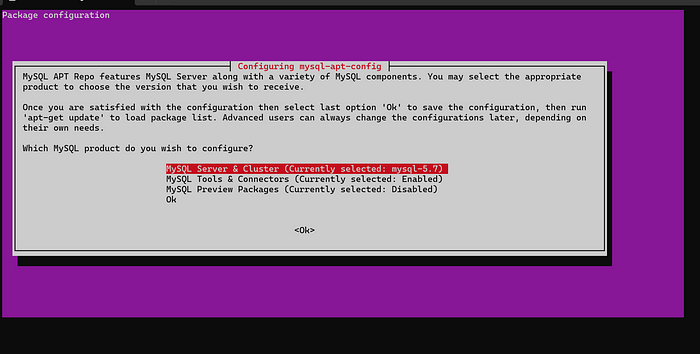 Package configuration
Configuring mysql-apt-config
MySQL APT Repo features MySQL Server along with a variety of MySQL components. You may select the appropriate
product to choose the version that you wish to receive.
Once you are satisfied with the configuration then select last option 'Ok' to save the configuration, then run
'apt-get update' to load package list. Advanced users can always change the configurations later, depending on
their own needs.
Which MySQL product do you wish to configure?
MySQL Server & Cluster (Currently selected: mysql-5.7)
MySQL Tools & Connectors (Currently selected: Enabled)
MySQL Preview Packages (Currently selected: Disabled)
Ok
<Ok>